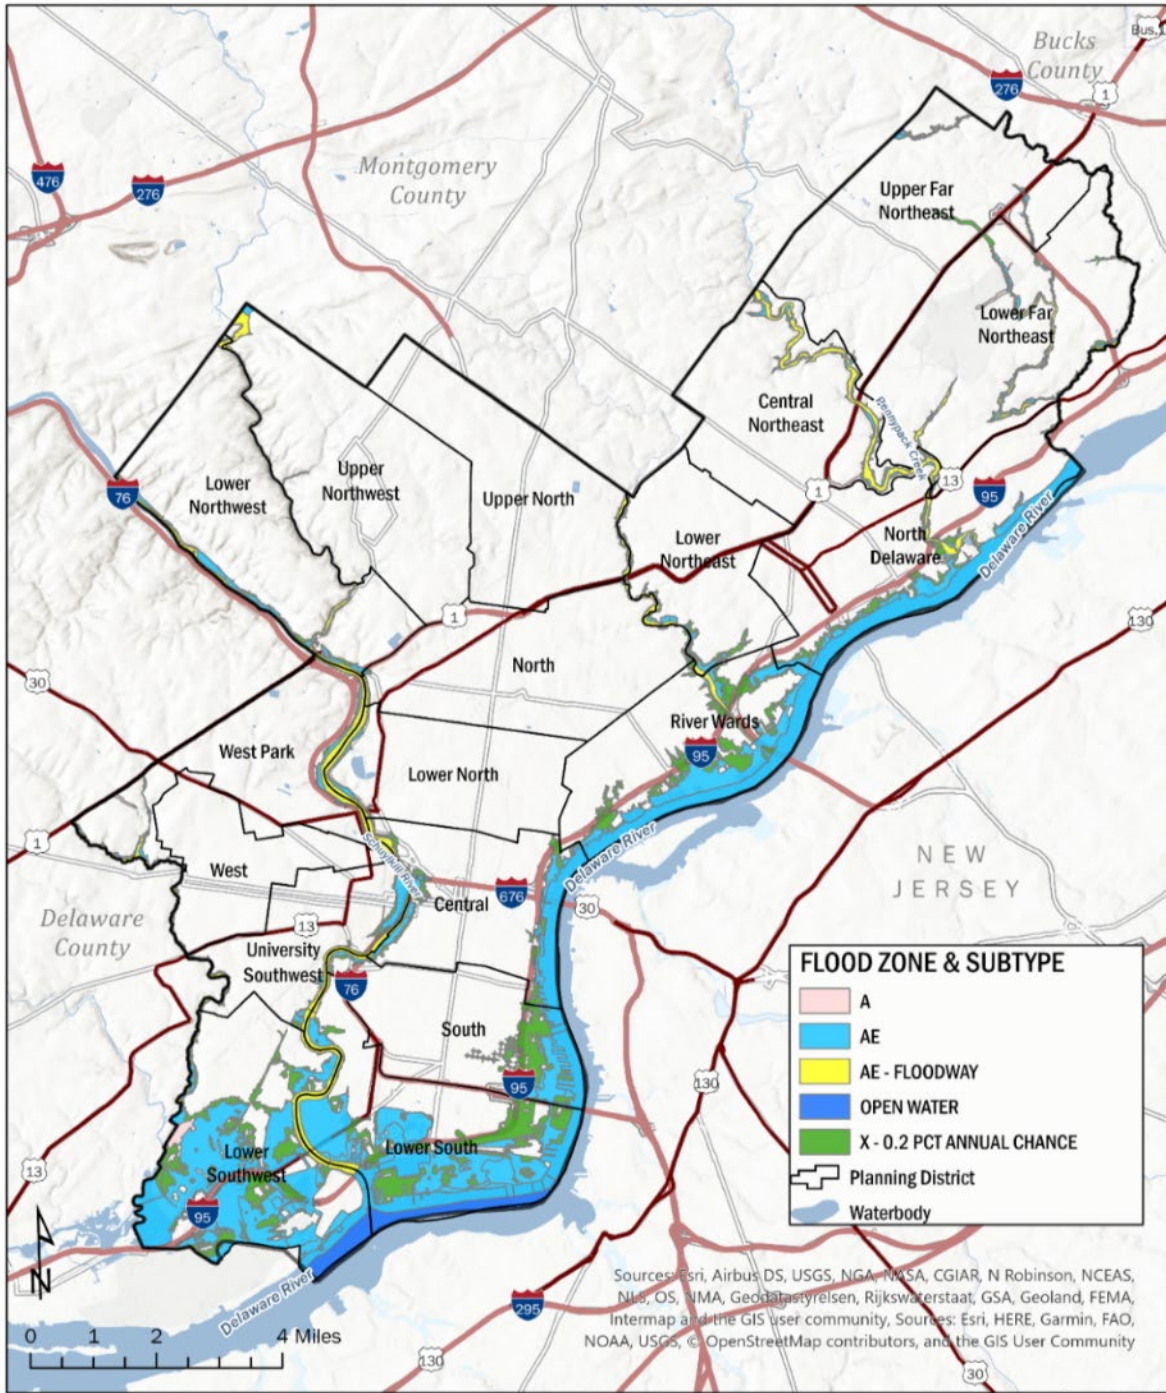 Bus.1
Bucks
County
276
1
476
276
Montgomery
County
Upper Far
Northeast
Lower Far
Northeast
Central
Northeast
Pennypack Creek
76
Lower
Northwest
Upper
Northwest
Upper North
1
13
95
Lower
Northeast
North
Delaware
Delaware River
1
130
30
North
West Park
River Wards
95
Lower North
1
Schuylkill River
Delaware River
West
676
Central
30
NEW
JERSEY
Delaware
County
13
University
Southwest
76
South
95
130
Lower
Southwest
Lower South
13
95
Delaware River
295
130
30
FLOOD ZONE & SUBTYPE
A
AE
AE - FLOODWAY
OPEN WATER
X - 0.2 PCT ANNUAL CHANCE
Planning District
Waterbody
N
0 1 2 4 Miles
Sources: Esri, Airbus DS, USGS, NGA, NASA, CGIAR, N Robinson, NCEAS,
NLS, OS, NMA, Geodatastyrelsen, Rijkswaterstaat, GSA, Geoland, FEMA,
Intermap and the GIS user community, Sources: Esri, HERE, Garmin, FAO,
NOAA, USGS, © OpenStreetMap contributors, and the GIS User Community